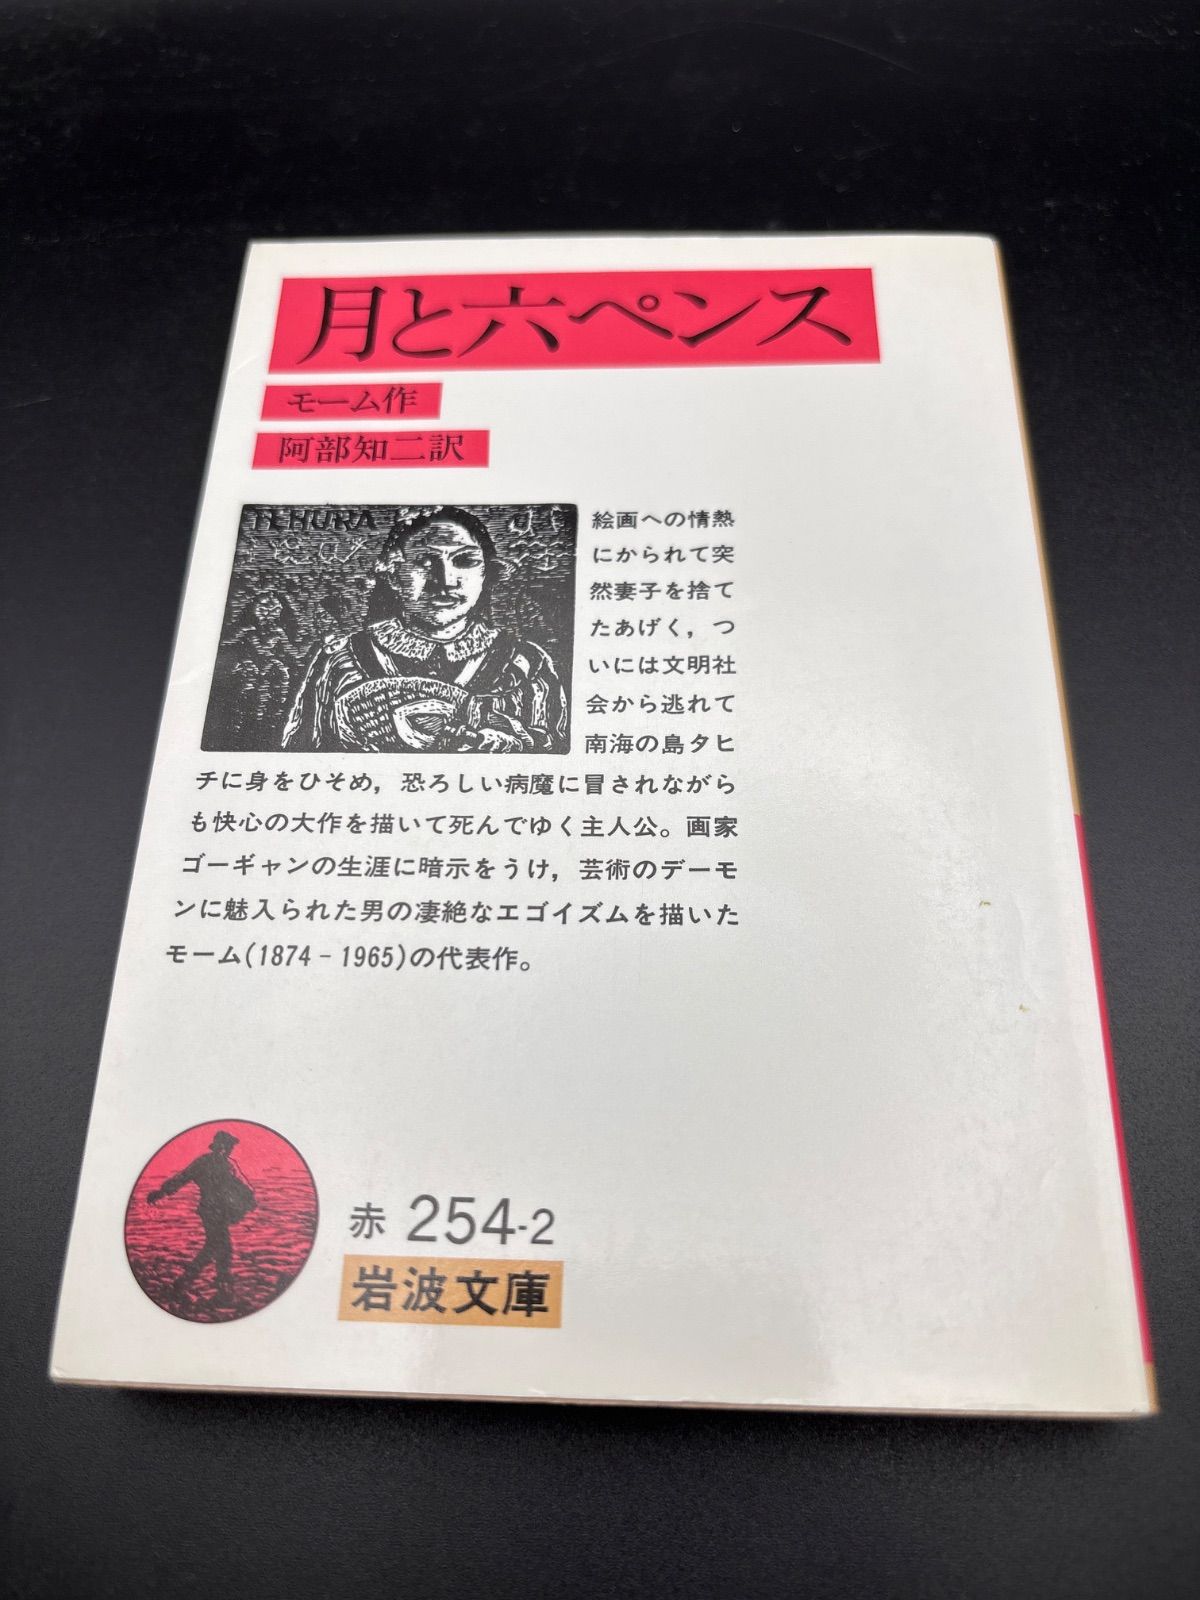 月と六ペンス
モーム作
阿部知二訳
絵画への情熱
にかられて突
然妻子を捨て
たあげく，つ
いには文明社
会から逃れて
南海の島タヒ
チに身をひそめ，恐ろしい病魔に冒されながら
も快心の大作を描いて死んでゆく主人公。画家
ゴーギャンの生涯に暗示をうけ，芸術のデーモ
ンに魅入られた男の凄絶なエゴイズムを描いた
モーム(1874－1965)の代表作。
赤 254-2
岩波文庫